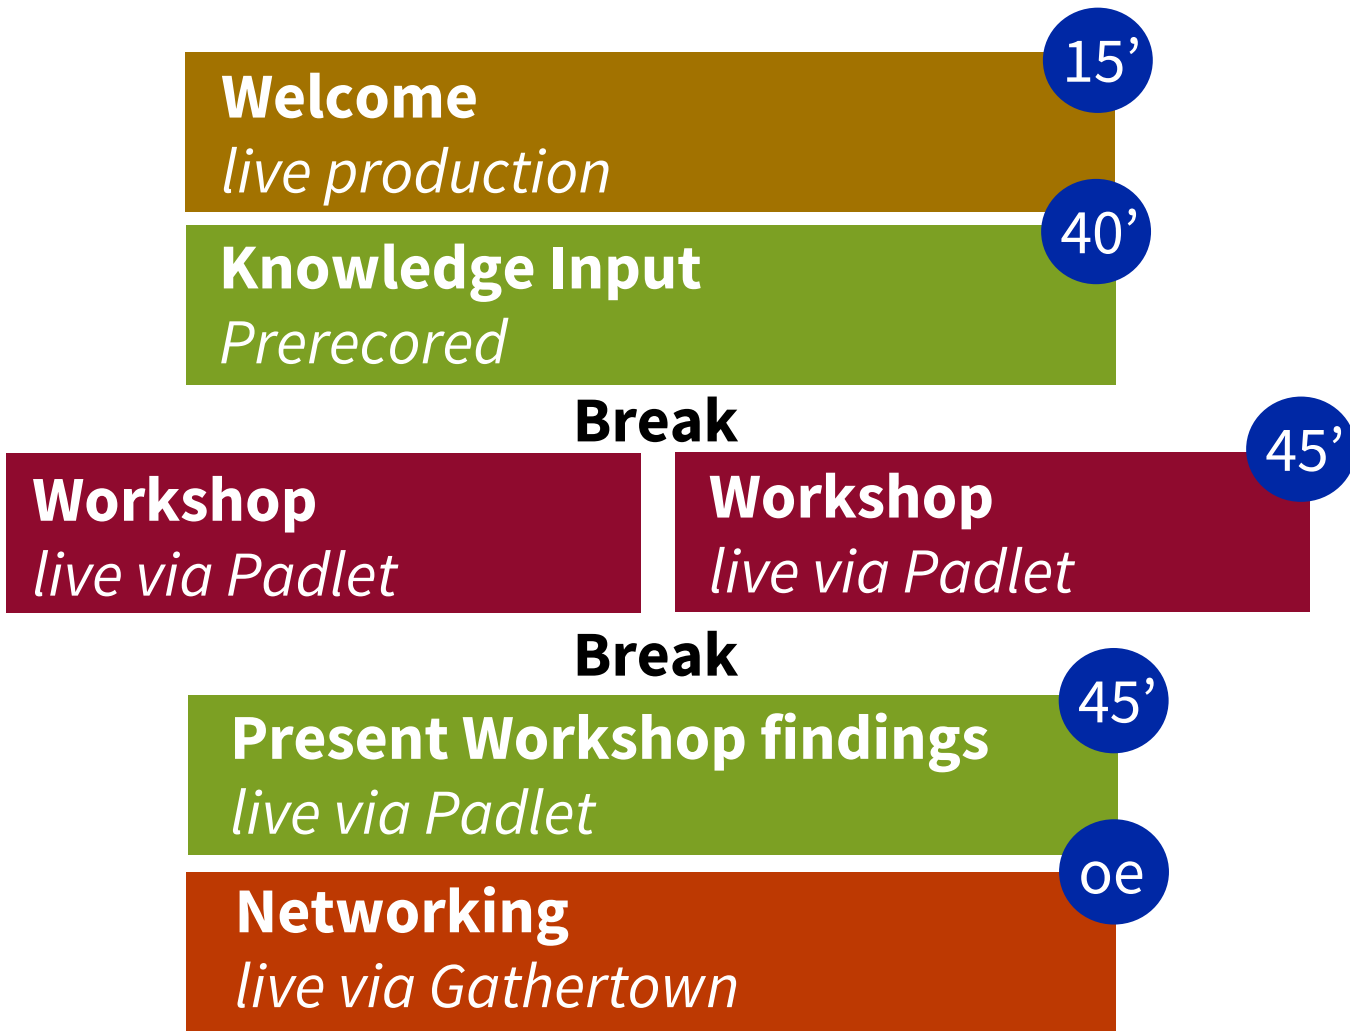 15’
Welcome
live production
40’
Knowledge Input
Prerecored
Break
45’
Workshop
live via Padlet
Workshop
live via Padlet
Break
45’
Present Workshop findings
live via Padlet
oe
Networking
live via Gathertown